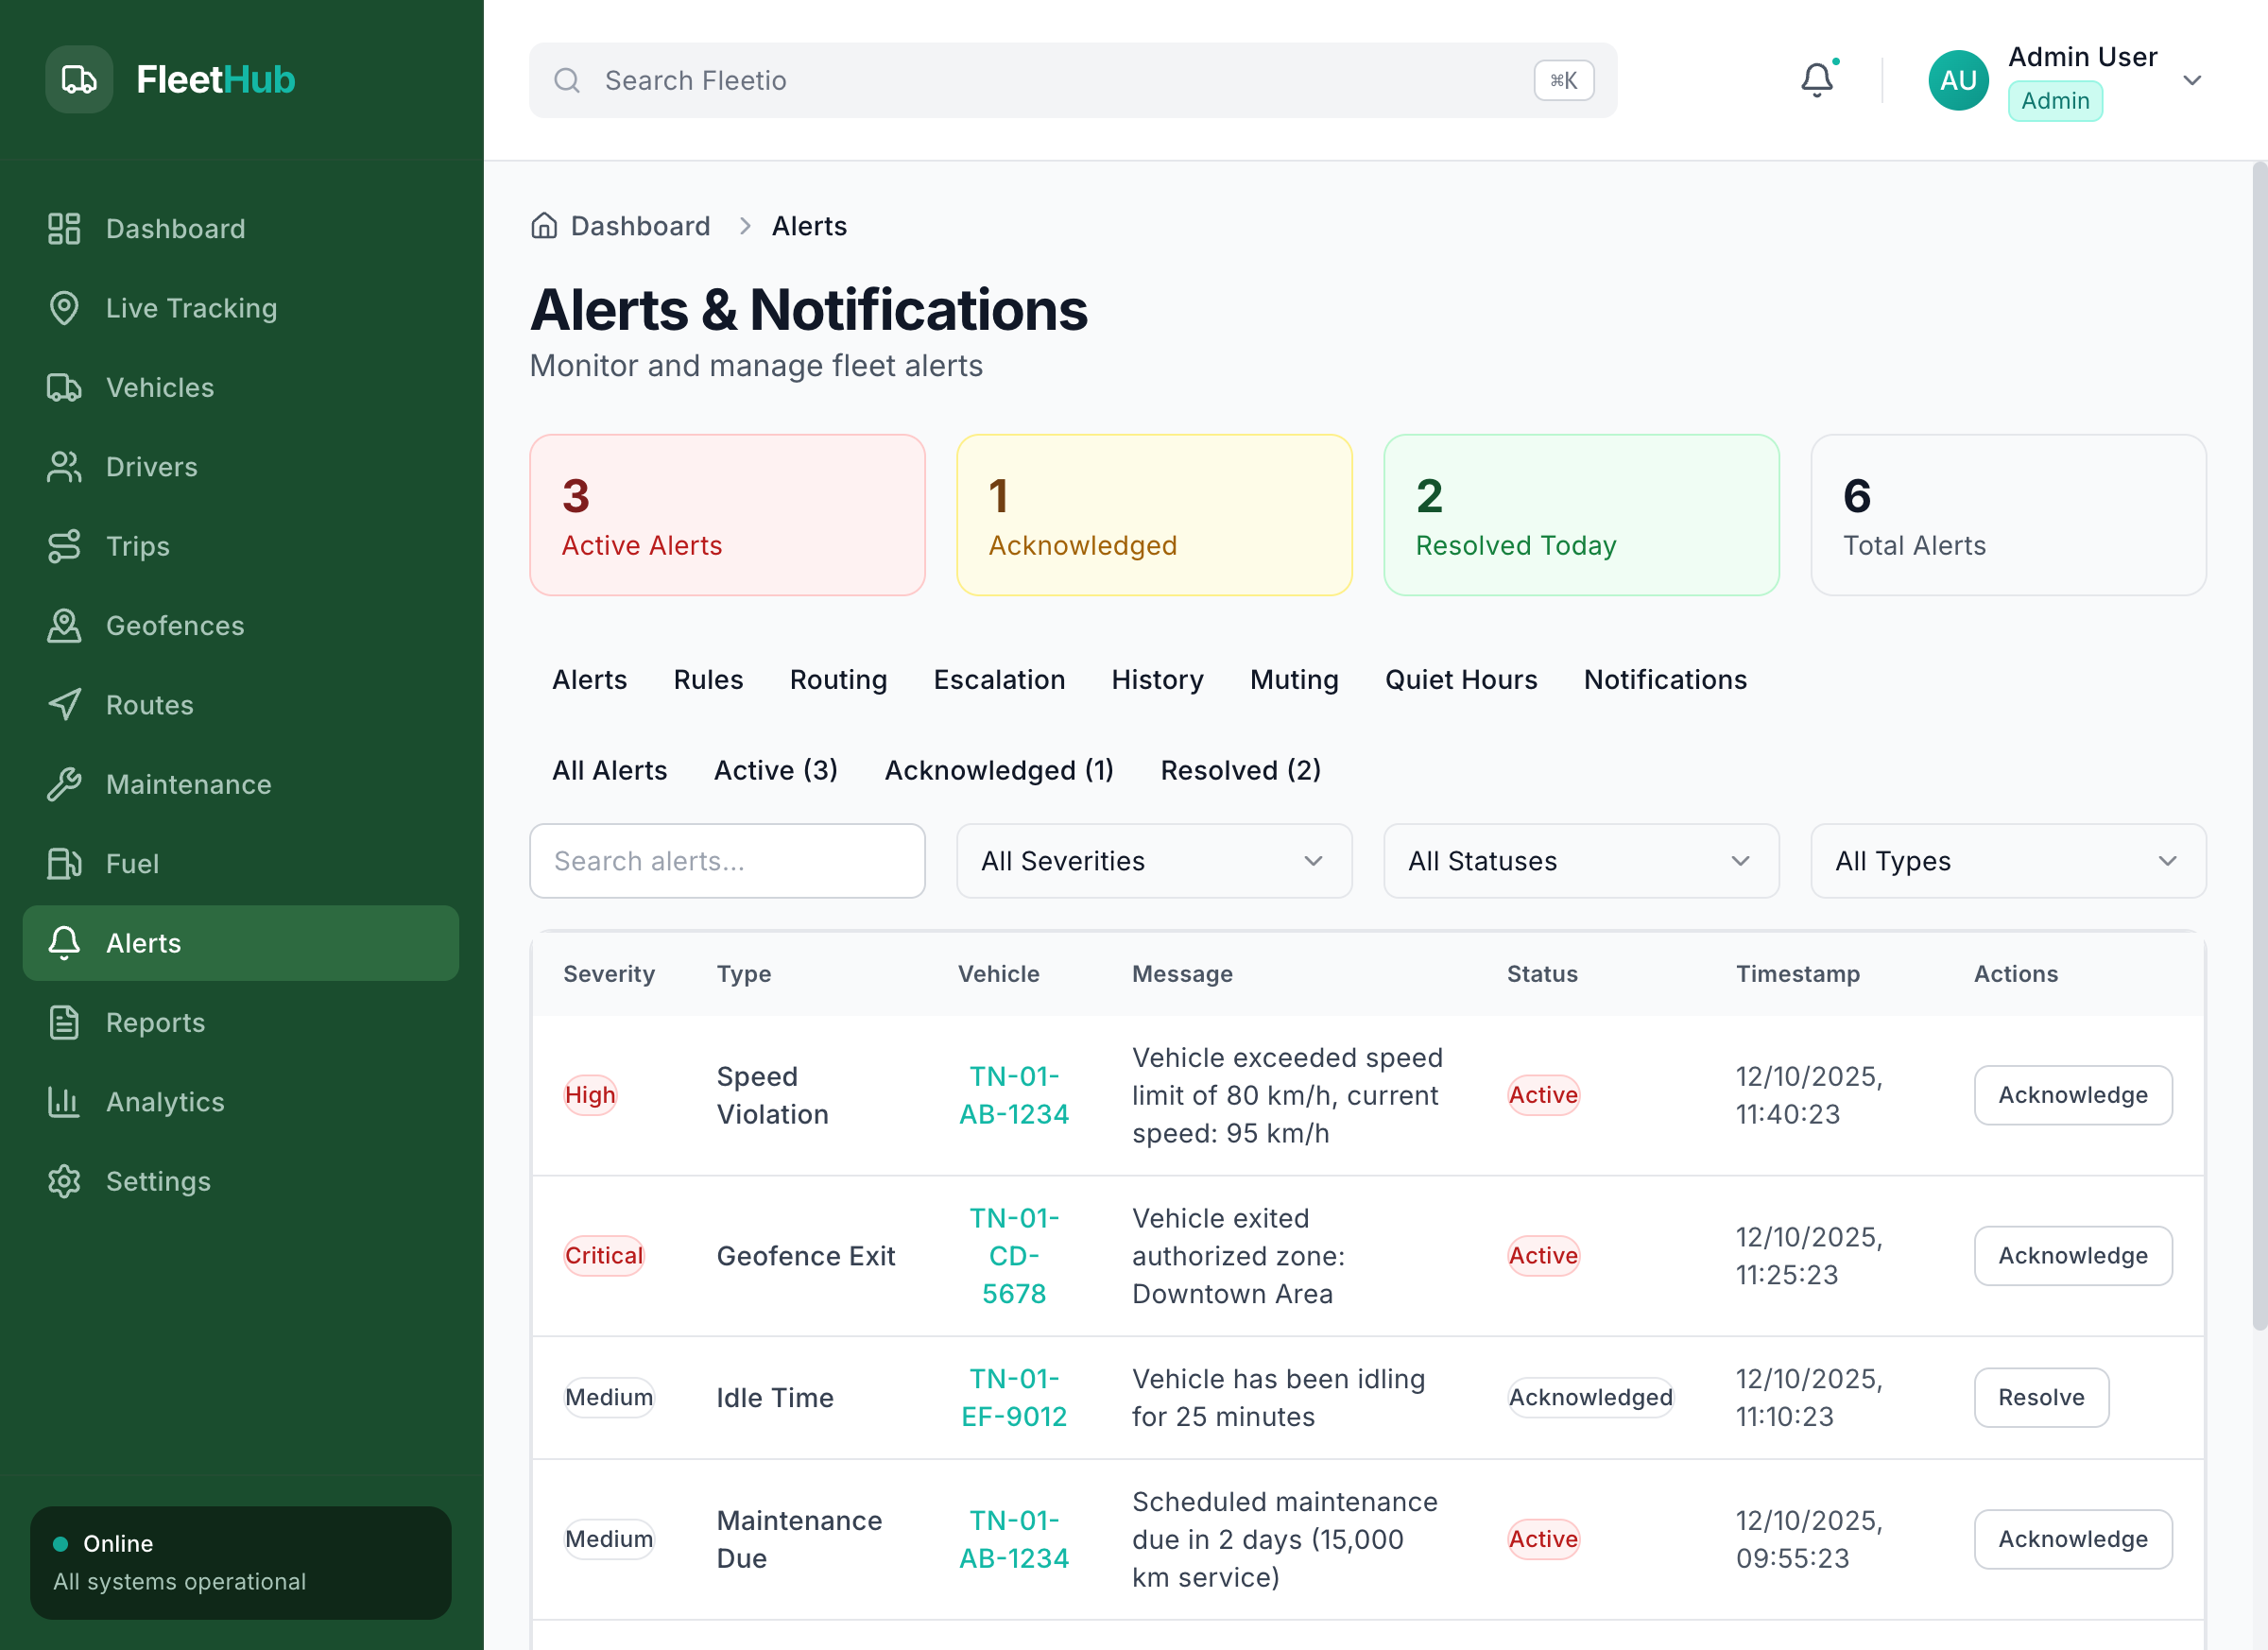 FleetHub
Search Fleetio
⌘K
AU
Admin User
Admin
Dashboard
Live Tracking
Vehicles
Drivers
Trips
Geofences
Routes
Maintenance
Fuel
Alerts
Reports
Analytics
Settings
Online
All systems operational
Dashboard > Alerts
Alerts & Notifications
Monitor and manage fleet alerts
3
Active Alerts
1
Acknowledged
2
Resolved Today
6
Total Alerts
Alerts Rules Routing Escalation History Muting Quiet Hours Notifications
All Alerts Active (3) Acknowledged (1) Resolved (2)
Search alerts... All Severities All Statuses All Types
Severity Type Vehicle Message Status Timestamp Actions
High
Speed
Violation
TN-01-
AB-1234
Vehicle exceeded speed
limit of 80 km/h, current
speed: 95 km/h
Active
12/10/2025,
11:40:23
Acknowledge
Critical
Geofence Exit
TN-01-
CD-
5678
Vehicle exited
authorized zone:
Downtown Area
Active
12/10/2025,
11:25:23
Acknowledge
Medium
Idle Time
TN-01-
EF-9012
Vehicle has been idling
for 25 minutes
Acknowledged
12/10/2025,
11:10:23
Resolve
Medium
Maintenance
Due
TN-01-
AB-1234
Scheduled maintenance
due in 2 days (15,000
km service)
Active
12/10/2025,
09:55:23
Acknowledge